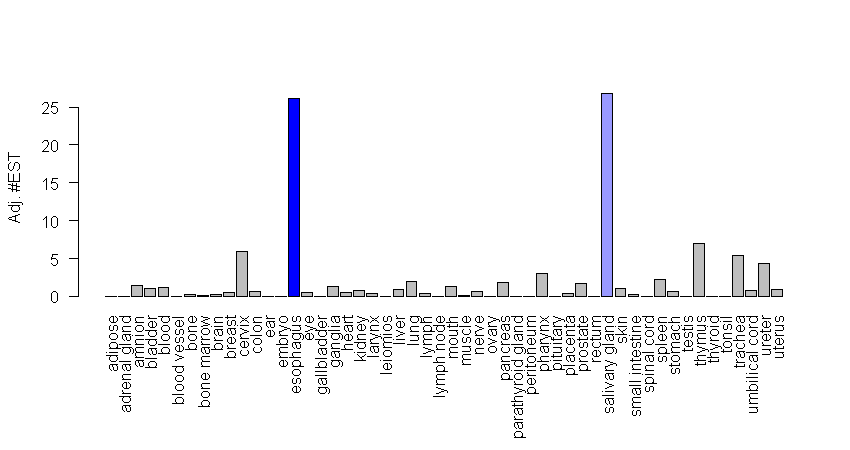 Adj. #EST
25
20
15
10
5
0
adipose
adrenal gland
amnion
bladder
blood
blood vessel
bone
bone marrow
brain
breast
cervix
colon
ear
embryo
esophagus
eye
gallbladder
ganglia
heart
kidney
larynx
leiomios
liver
lung
lymph
lymph node
mouth
muscle
nerve
ovary
pancreas
parathyroid gland
peritoneum
pharynx
pituitary
placenta
prostate
rectum
salivary gland
skin
small intestine
spinal cord
spleen
stomach
testis
thymus
thyroid
tonsil
trachea
umbilical cord
ureter
uterus